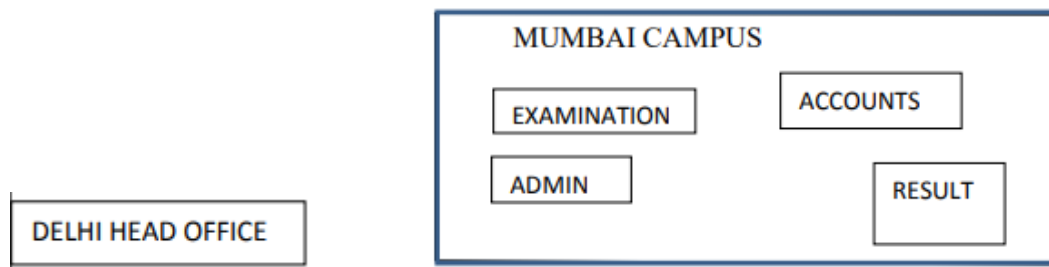 MUMBAI CAMPUS
EXAMINATION
ACCOUNTS
ADMIN
RESULT
DELHI HEAD OFFICE